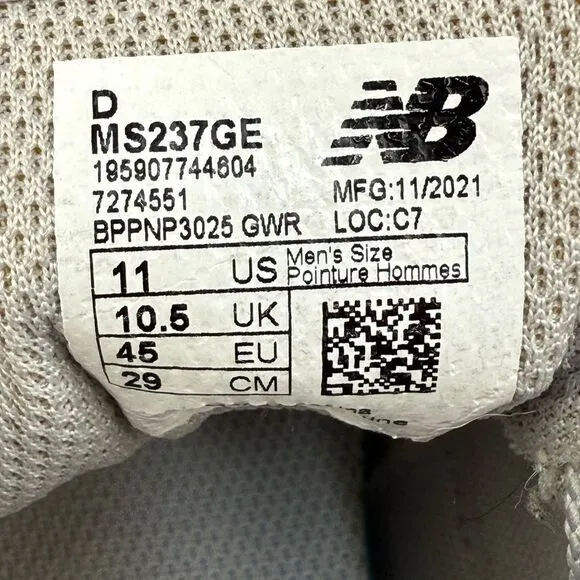 D
MS237GE
195907744604
7274551
BPPNP3025 GWR
NB
MFG:11/2021
LOC:C7
11 US Men's Size
Pointure Hommes
10.5 UK
45 EU
29 CM